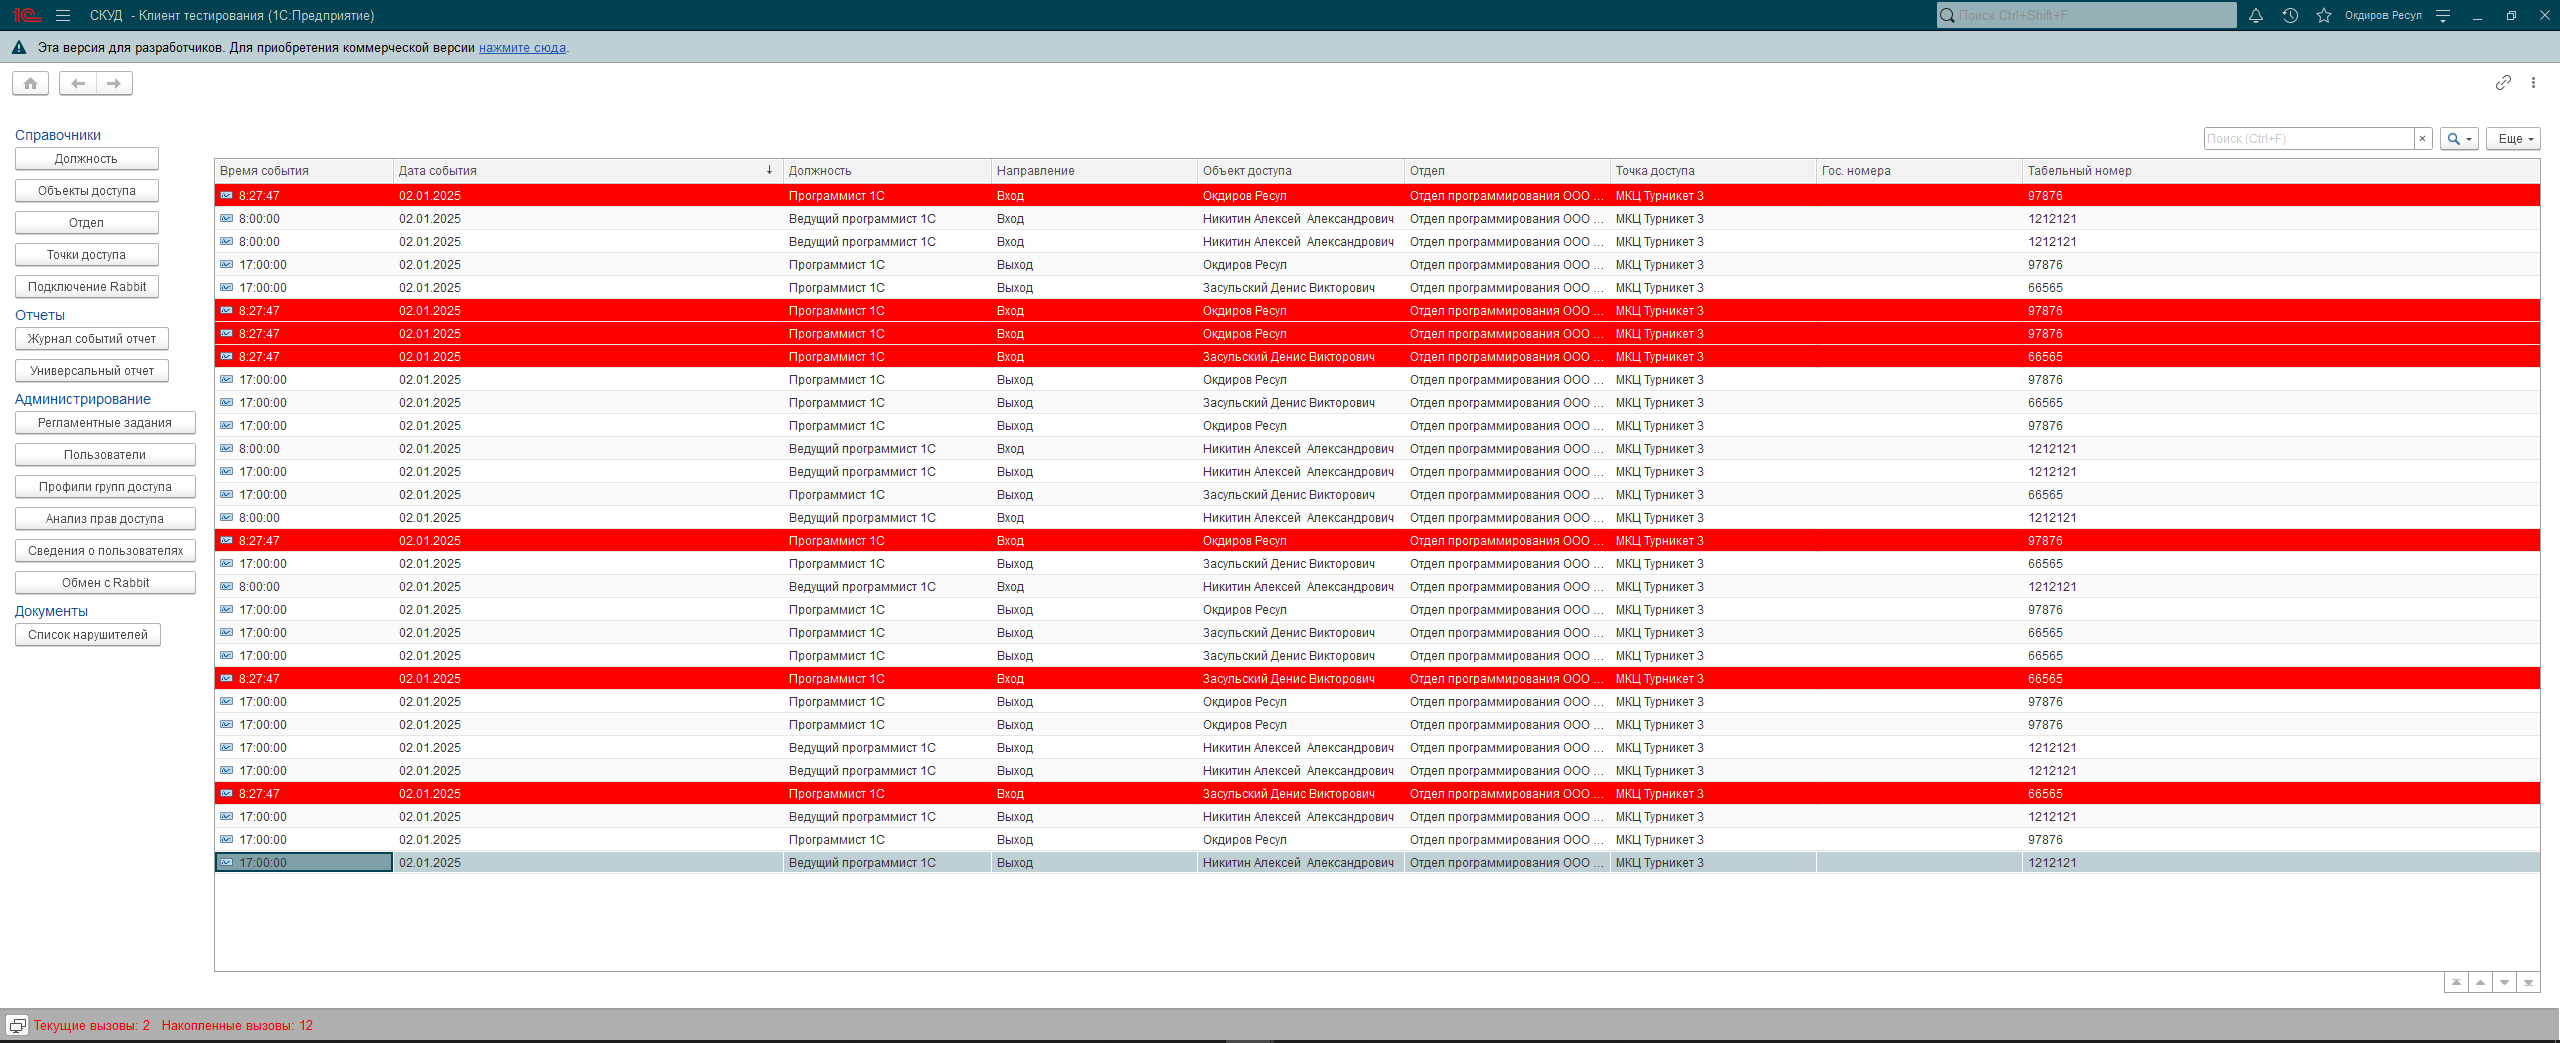 СКУД - Клиент тестирования (1С:Предприятие)
Поиск Ctrl+Shift+F
Окдиров Ресул
Эта версия для разработчиков. Для приобретения коммерческой версии нажмите сюда.
Справочники
Должность
Объекты доступа
Отдел
Точки доступа
Подключение Rabbit
Отчеты
Журнал событий отчет
Универсальный отчет
Администрирование
Регламентные задания
Пользователи
Профили групп доступа
Анализ прав доступа
Сведения о пользователях
Обмен с Rabbit
Документы
Список нарушителей
Поиск (Ctrl+F) × Еще
Время события Дата события ↓ Должность Направление Объект доступа Отдел Точка доступа Гос. номера Табельный номер
8:27:47 02.01.2025 Программист 1С Вход Окдиров Ресул Отдел программирования ООО ... МКЦ Турникет 3 97876
8:00:00 02.01.2025 Ведущий программист 1С Вход Никитин Алексей Александрович Отдел программирования ООО ... МКЦ Турникет 3 1212121
8:00:00 02.01.2025 Ведущий программист 1С Вход Никитин Алексей Александрович Отдел программирования ООО ... МКЦ Турникет 3 1212121
17:00:00 02.01.2025 Программист 1С Выход Окдиров Ресул Отдел программирования ООО ... МКЦ Турникет 3 97876
17:00:00 02.01.2025 Программист 1С Выход Засульский Денис Викторович Отдел программирования ООО ... МКЦ Турникет 3 66565
8:27:47 02.01.2025 Программист 1С Вход Окдиров Ресул Отдел программирования ООО ... МКЦ Турникет 3 97876
8:27:47 02.01.2025 Программист 1С Вход Окдиров Ресул Отдел программирования ООО ... МКЦ Турникет 3 97876
8:27:47 02.01.2025 Программист 1С Вход Засульский Денис Викторович Отдел программирования ООО ... МКЦ Турникет 3 66565
17:00:00 02.01.2025 Программист 1С Выход Окдиров Ресул Отдел программирования ООО ... МКЦ Турникет 3 97876
17:00:00 02.01.2025 Программист 1С Выход Засульский Денис Викторович Отдел программирования ООО ... МКЦ Турникет 3 66565
17:00:00 02.01.2025 Программист 1С Выход Окдиров Ресул Отдел программирования ООО ... МКЦ Турникет 3 97876
8:00:00 02.01.2025 Ведущий программист 1С Вход Никитин Алексей Александрович Отдел программирования ООО ... МКЦ Турникет 3 1212121
17:00:00 02.01.2025 Ведущий программист 1С Выход Никитин Алексей Александрович Отдел программирования ООО ... МКЦ Турникет 3 1212121
17:00:00 02.01.2025 Программист 1С Выход Засульский Денис Викторович Отдел программирования ООО ... МКЦ Турникет 3 66565
8:00:00 02.01.2025 Ведущий программист 1С Вход Никитин Алексей Александрович Отдел программирования ООО ... МКЦ Турникет 3 1212121
8:27:47 02.01.2025 Программист 1С Вход Окдиров Ресул Отдел программирования ООО ... МКЦ Турникет 3 97876
17:00:00 02.01.2025 Программист 1С Выход Засульский Денис Викторович Отдел программирования ООО ... МКЦ Турникет 3 66565
8:00:00 02.01.2025 Ведущий программист 1С Вход Никитин Алексей Александрович Отдел программирования ООО ... МКЦ Турникет 3 1212121
17:00:00 02.01.2025 Программист 1С Выход Окдиров Ресул Отдел программирования ООО ... МКЦ Турникет 3 97876
17:00:00 02.01.2025 Программист 1С Выход Засульский Денис Викторович Отдел программирования ООО ... МКЦ Турникет 3 66565
17:00:00 02.01.2025 Программист 1С Выход Засульский Денис Викторович Отдел программирования ООО ... МКЦ Турникет 3 66565
8:27:47 02.01.2025 Программист 1С Вход Засульский Денис Викторович Отдел программирования ООО ... МКЦ Турникет 3 66565
17:00:00 02.01.2025 Программист 1С Выход Окдиров Ресул Отдел программирования ООО ... МКЦ Турникет 3 97876
17:00:00 02.01.2025 Программист 1С Выход Окдиров Ресул Отдел программирования ООО ... МКЦ Турникет 3 97876
17:00:00 02.01.2025 Ведущий программист 1С Выход Никитин Алексей Александрович Отдел программирования ООО ... МКЦ Турникет 3 1212121
17:00:00 02.01.2025 Ведущий программист 1С Выход Никитин Алексей Александрович Отдел программирования ООО ... МКЦ Турникет 3 1212121
8:27:47 02.01.2025 Программист 1С Вход Засульский Денис Викторович Отдел программирования ООО ... МКЦ Турникет 3 66565
17:00:00 02.01.2025 Ведущий программист 1С Выход Никитин Алексей Александрович Отдел программирования ООО ... МКЦ Турникет 3 1212121
17:00:00 02.01.2025 Программист 1С Выход Окдиров Ресул Отдел программирования ООО ... МКЦ Турникет 3 97876
17:00:00 02.01.2025 Ведущий программист 1С Выход Никитин Алексей Александрович Отдел программирования ООО ... МКЦ Турникет 3 1212121
Текущие вызовы: 2 Накопленные вызовы: 12